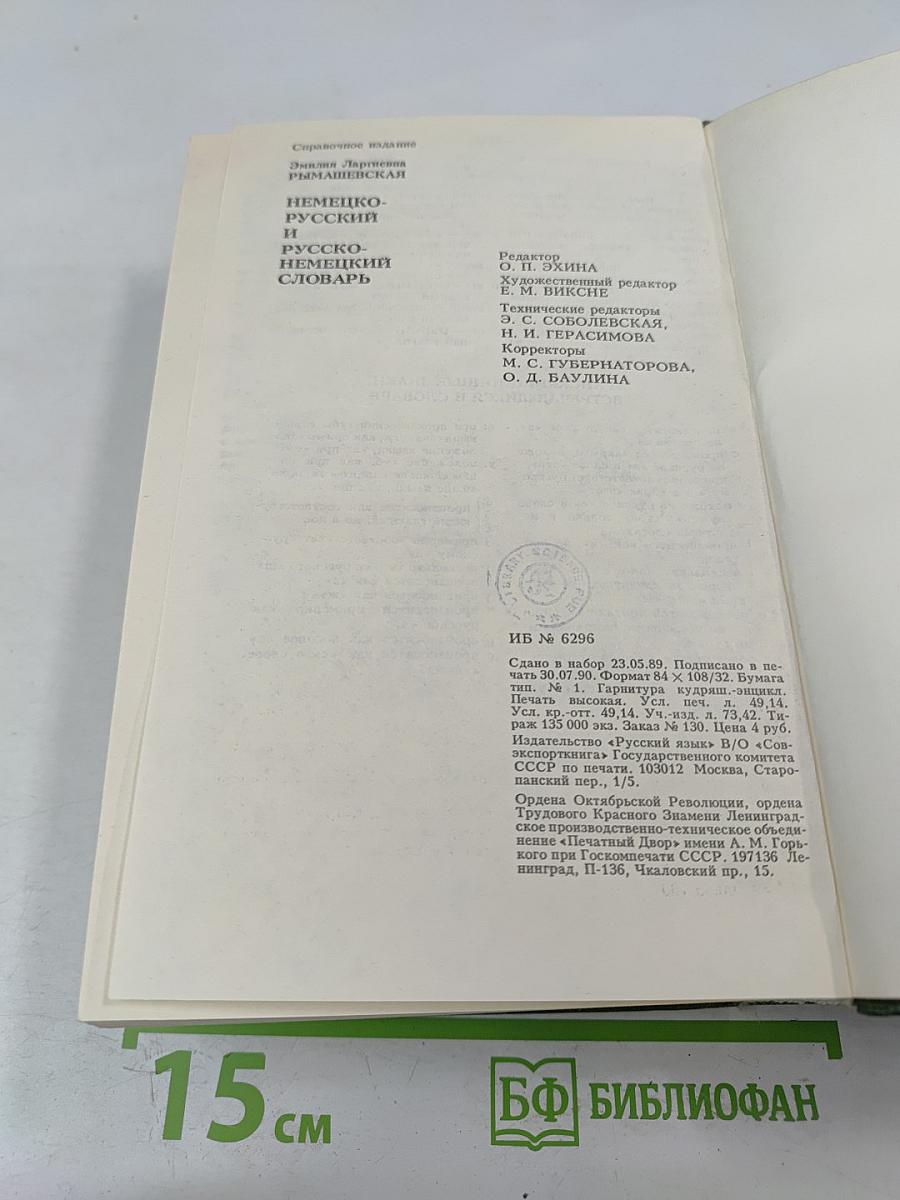 Справочное издание
Эмилия Ларгиевна
РЫМАШЕВСКАЯ
НЕМЕЦКО-
РУССКИЙ
И
РУССКО-
НЕМЕЦКИЙ
СЛОВАРЬ
Редактор
О. П. ЭХИНА
Художественный редактор
Е. М. ВИКСНЕ
Технические редакторы
Э. С. СОБОЛЕВСКАЯ,
Н. И. ГЕРАСИМОВА
Корректоры
М. С. ГУБЕРНАТОРОВА,
О. Д. БАУЛИНА
LIBRARY SCIENCE FOR
ИБ № 6296
Сдано в набор 23.05.89. Подписано в пе-
чать 30.07.90. Формат 84 × 108/32. Бумага
тип. № 1. Гарнитура кудряш.-энцикл.
Печать высокая. Усл. печ. л. 49,14.
Усл. кр.-отт. 49,14. Уч.-изд. л. 73,42. Ти-
раж 135 000 экз. Заказ № 130. Цена 4 руб.
Издательство «Русский язык» В/О «Сов-
экспорткнига» Государственного комитета
СССР по печати. 103012 Москва, Старо-
панский пер., 1/5.
Ордена Октябрьской Революции, ордена
Трудового Красного Знамени Ленинград-
ское производственно-техническое объеди-
нение «Печатный Двор» имени А. М. Горь-
кого при Госкомпечати СССР. 197136 Ле-
нинград, П-136, Чкаловский пр., 15.
15 см
БФ БИБЛИОФАН